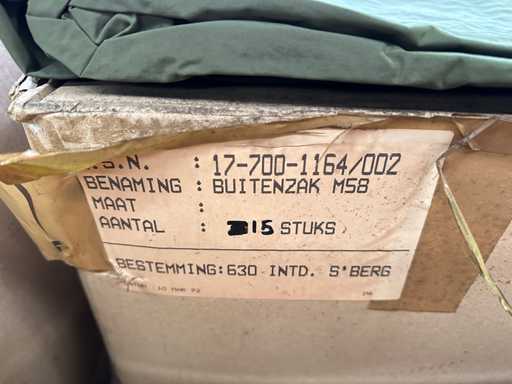 .S.N. : 17-700-1164/002
BENAMING : BUITENZAK M58
MAAT :
AANTAL : 15 STUKS
BESTEMMING: 630 INTD. S'BERG